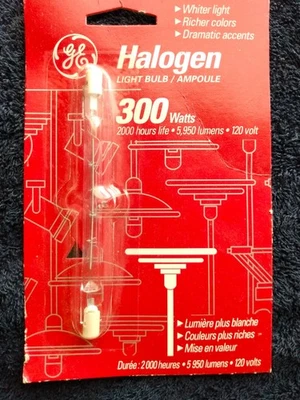 ▸ Whiter light
▸ Richer colors
▸ Dramatic accents
GE
Halogen
LIGHT BULB / AMPOULE
300 Watts
2000 hours life • 5,950 lumens • 120 volt
▸ Lumière plus blanche
▸ Couleurs plus riches
▸ Mise en valeur
Durée : 2 000 heures • 5 950 lumens • 120 volts